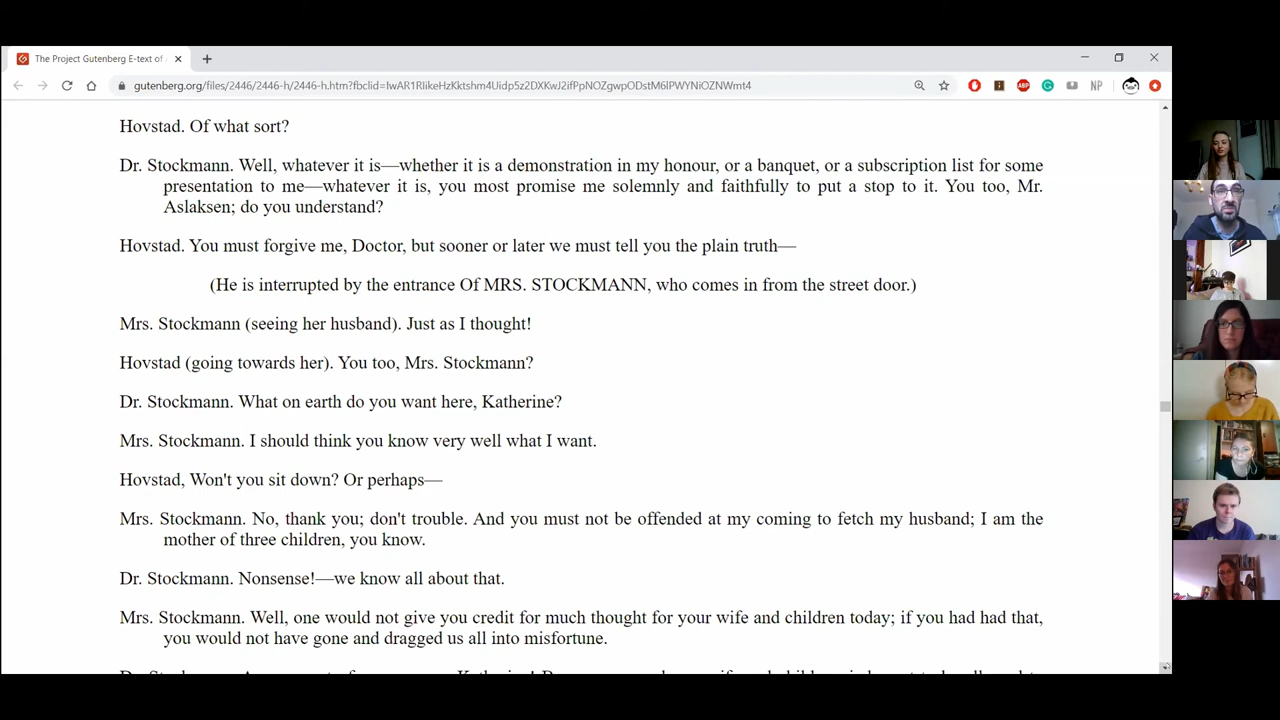 The Project Gutenberg E-text of
gutenberg.org/files/2446/2446-h/2446-h.htm?fbclid=IwAR1RIikeHzKktshm4Uidp5z2DXKwJ2ifPpNOZgwpODstM6lPWYNiOZNWmt4
ABP
NP
Hovstad. Of what sort?
Dr. Stockmann. Well, whatever it is—whether it is a demonstration in my honour, or a banquet, or a subscription list for some
presentation to me—whatever it is, you most promise me solemnly and faithfully to put a stop to it. You too, Mr.
Aslaksen; do you understand?
Hovstad. You must forgive me, Doctor, but sooner or later we must tell you the plain truth—
(He is interrupted by the entrance Of MRS. STOCKMANN, who comes in from the street door.)
Mrs. Stockmann (seeing her husband). Just as I thought!
Hovstad (going towards her). You too, Mrs. Stockmann?
Dr. Stockmann. What on earth do you want here, Katherine?
Mrs. Stockmann. I should think you know very well what I want.
Hovstad, Won't you sit down? Or perhaps—
Mrs. Stockmann. No, thank you; don't trouble. And you must not be offended at my coming to fetch my husband; I am the
mother of three children, you know.
Dr. Stockmann. Nonsense!—we know all about that.
Mrs. Stockmann. Well, one would not give you credit for much thought for your wife and children today; if you had had that,
you would not have gone and dragged us all into misfortune.